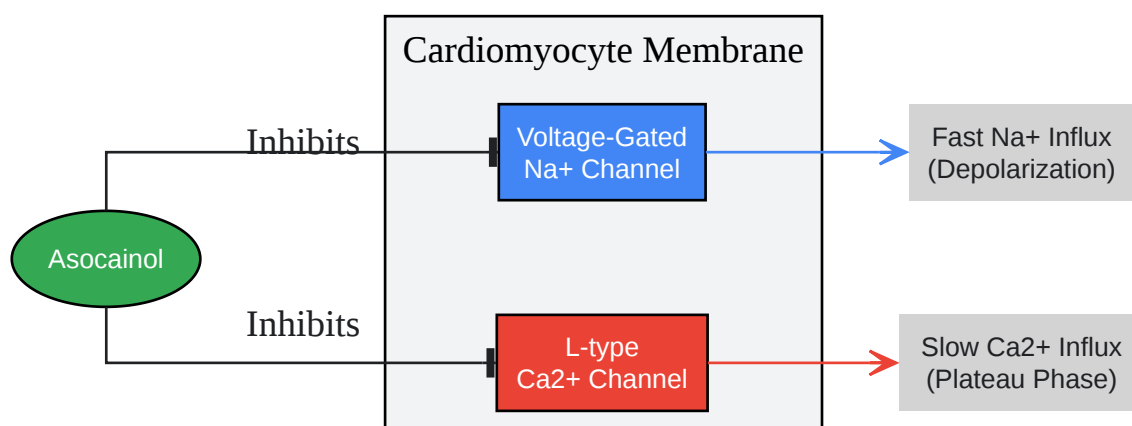 Cardiomyocyte Membrane
Inhibits
Voltage-Gated
Na+ Channel
Fast Na+ Influx
(Depolarization)
Asocainol
Inhibits
L-type
Ca2+ Channel
Slow Ca2+ Influx
(Plateau Phase)